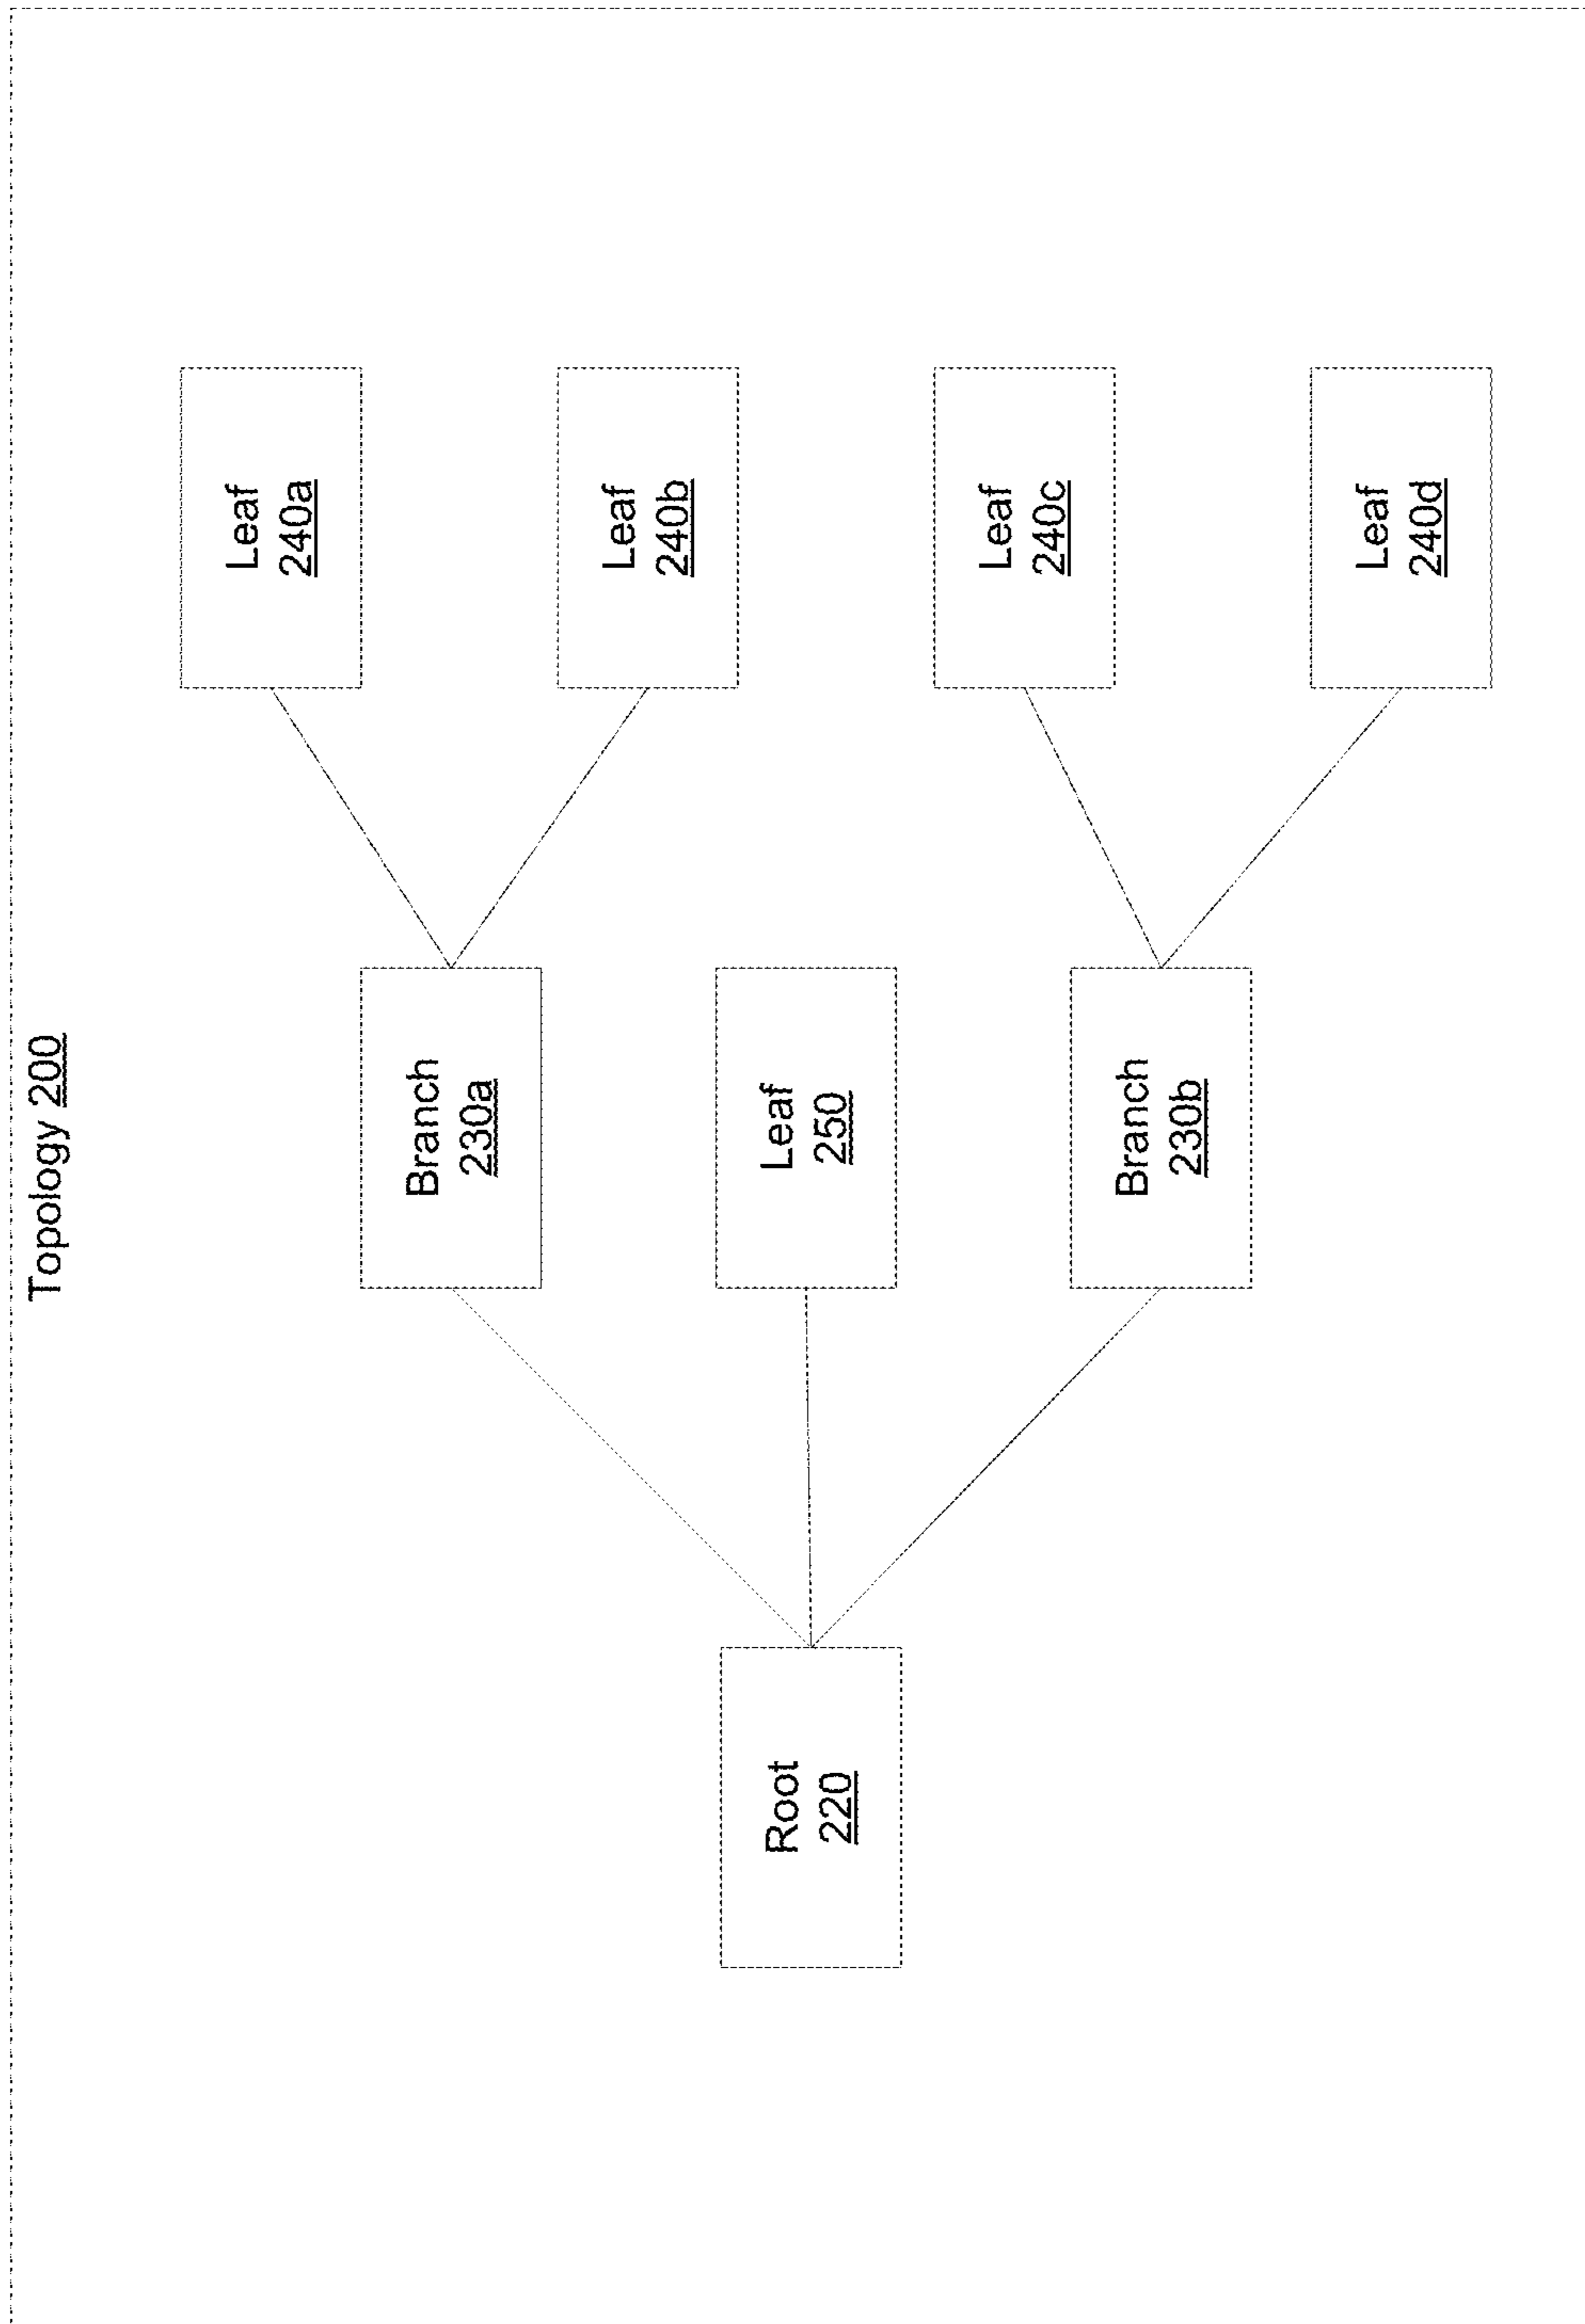 Topology 200
Root
220
Branch
230a
Leaf
250
Branch
230b
Leaf
240a
Leaf
240b
Leaf
240c
Leaf
240d